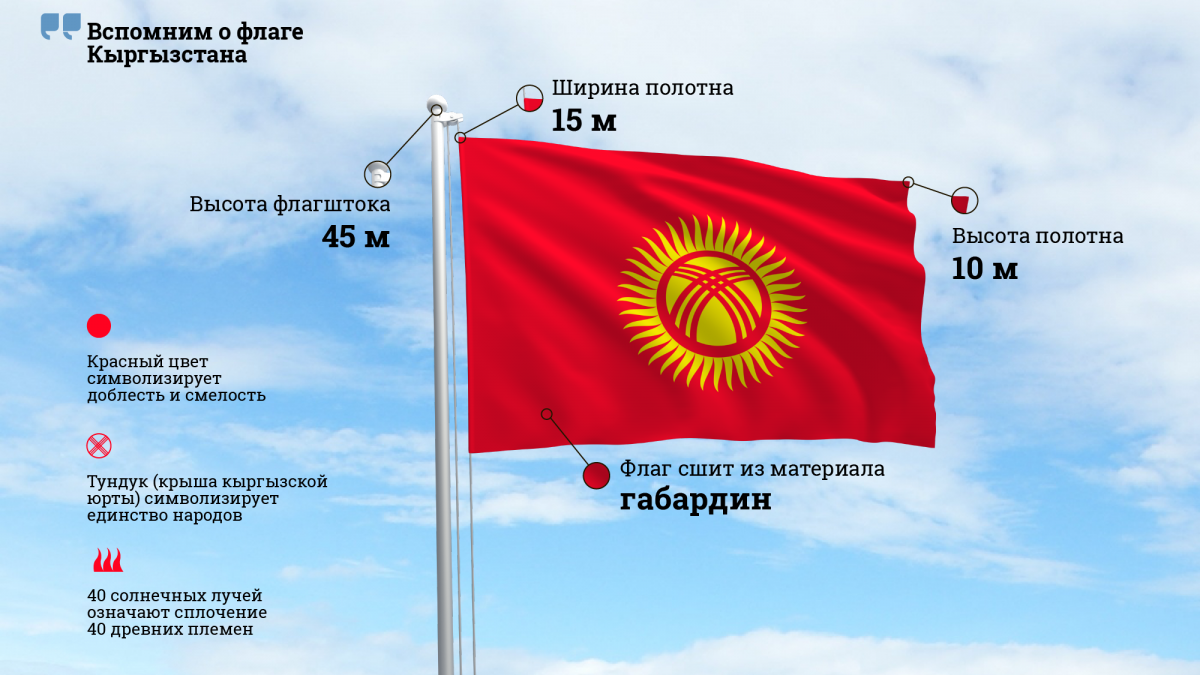 Вспомним о флаге
Кыргызстана
Ширина полотна
15 м
Высота флагштока
45 м
Высота полотна
10 м
Красный цвет
символизирует
доблесть и смелость
Тундук (крыша кыргызской
юрты) символизирует
единство народов
40 солнечных лучей
означают сплочение
40 древних племен
Флаг сшит из материала
габардин